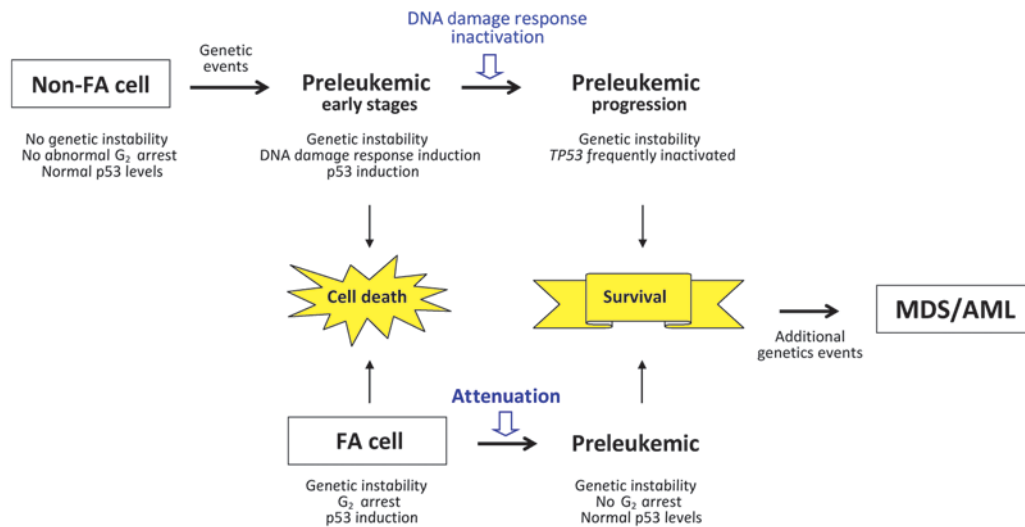 DNA damage response
inactivation
Genetic
events
Non-FA cell
Preleukemic
early stages
Preleukemic
progression
No genetic instability
No abnormal G₂ arrest
Normal p53 levels
Genetic instability
DNA damage response induction
p53 induction
Genetic instability
TP53 frequently inactivated
Cell death
Survival
MDS/AML
Additional
genetics events
Attenuation
FA cell
Preleukemic
Genetic instability
G₂ arrest
p53 induction
Genetic instability
No G₂ arrest
Normal p53 levels